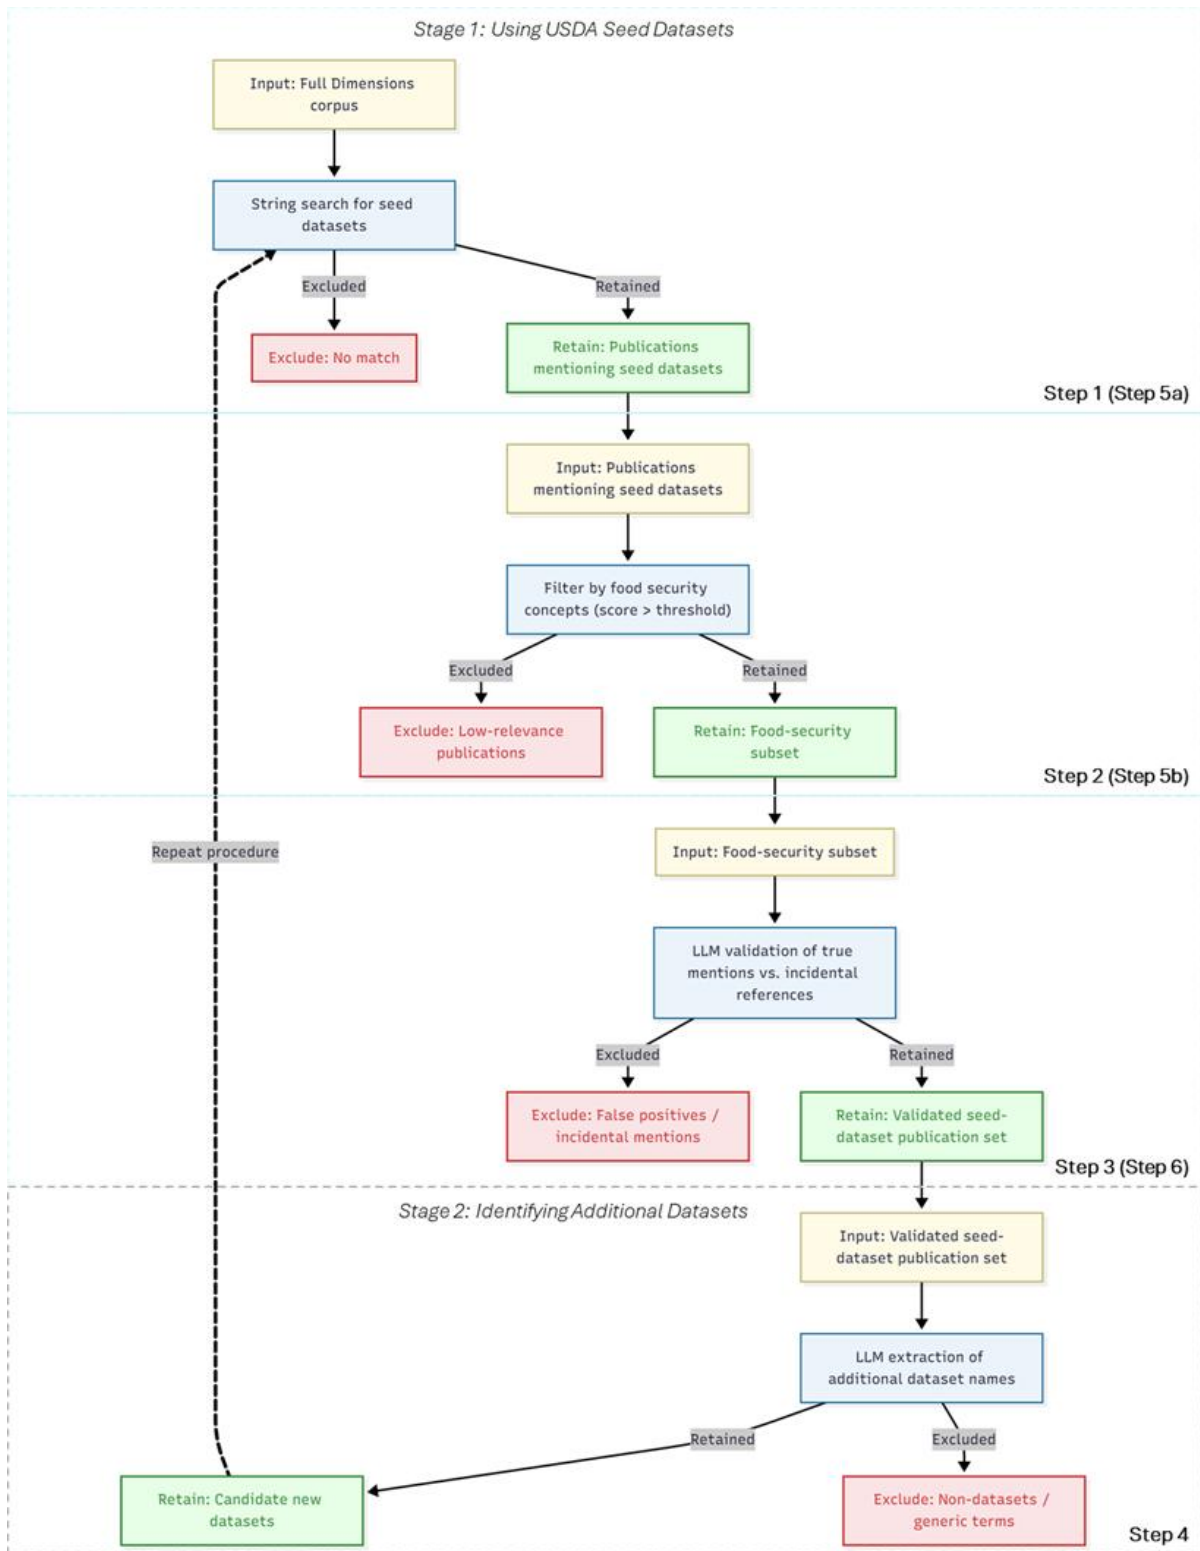 Stage 1: Using USDA Seed Datasets
Input: Full Dimensions
corpus
String search for seed
datasets
Excluded
Retained
Exclude: No match
Retain: Publications
mentioning seed datasets
Step 1 (Step 5a)
Input: Publications
mentioning seed datasets
Filter by food security
concepts (score > threshold)
Excluded
Retained
Exclude: Low-relevance
publications
Retain: Food-security
subset
Step 2 (Step 5b)
Repeat procedure
Input: Food-security subset
LLM validation of true
mentions vs. incidental
references
Excluded
Retained
Exclude: False positives /
incidental mentions
Retain: Validated seed-
dataset publication set
Step 3 (Step 6)
Stage 2: Identifying Additional Datasets
Input: Validated seed-
dataset publication set
LLM extraction of
additional dataset names
Retained
Excluded
Retain: Candidate new
datasets
Exclude: Non-datasets /
generic terms
Step 4